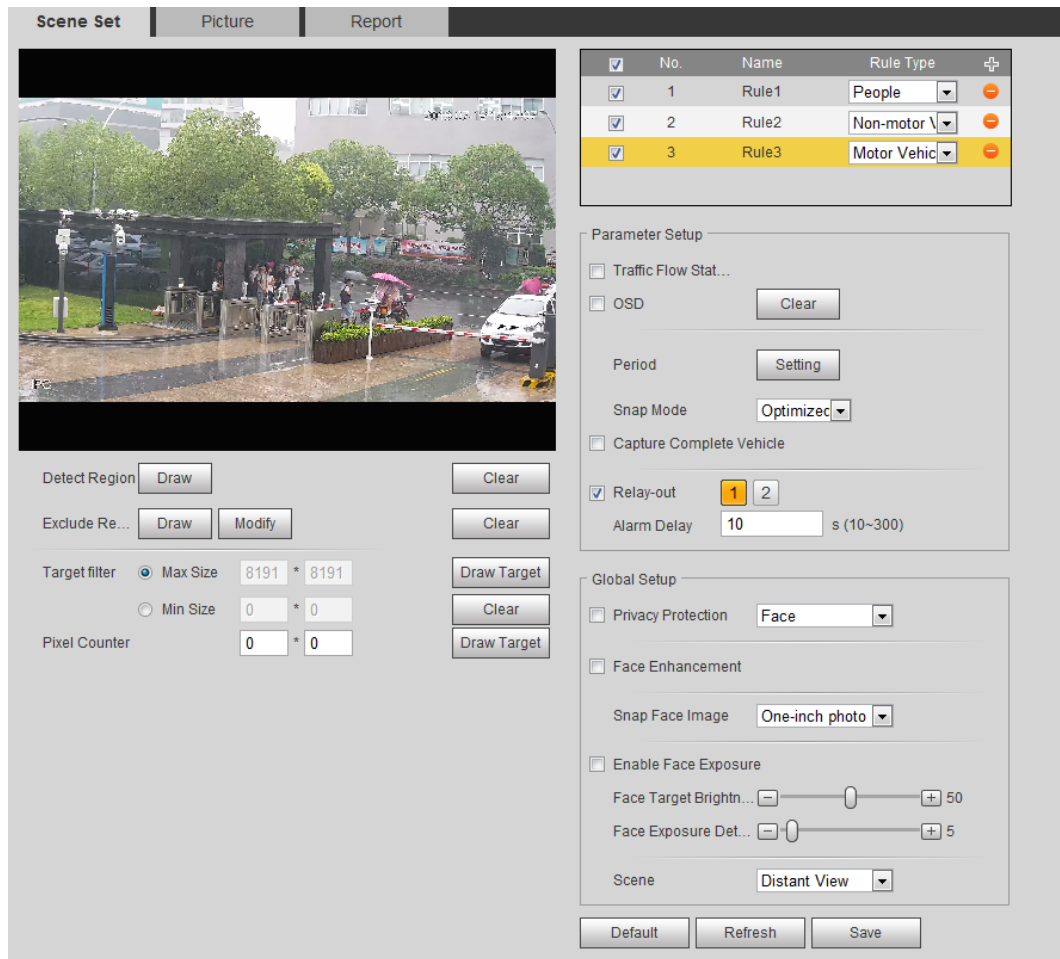 Scene Set Picture Report
No. Name Rule Type
1 Rule1 People
2 Rule2 Non-motor V
3 Rule3 Motor Vehic
Parameter Setup
Traffic Flow Stat...
OSD Clear
Period Setting
Snap Mode Optimized
Capture Complete Vehicle
Relay-out 1 2
Alarm Delay 10 s (10~300)
Detect Region Draw Clear
Exclude Re... Draw Modify Clear
Target filter Max Size 8191 * 8191 Draw Target
Min Size 0 * 0 Clear
Pixel Counter 0 * 0 Draw Target
Global Setup
Privacy Protection Face
Face Enhancement
Snap Face Image One-inch photo
Enable Face Exposure
Face Target Brightn... 50
Face Exposure Det... 5
Scene Distant View
Default Refresh Save